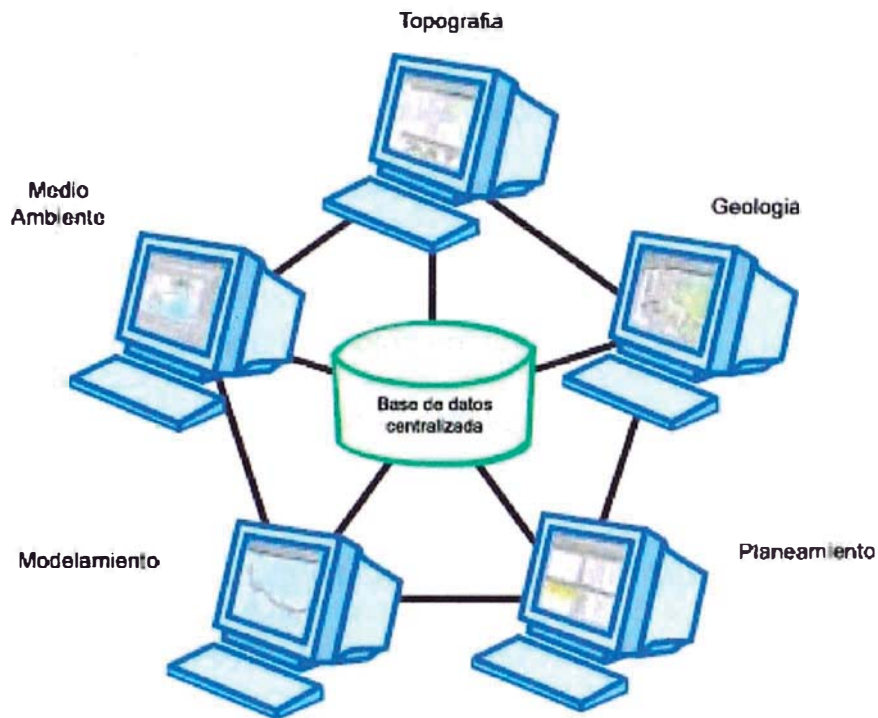 Topografia
Medio
Ambiente
Geologia
Base de datos
centralizada
Modelamiento
Planeamiento